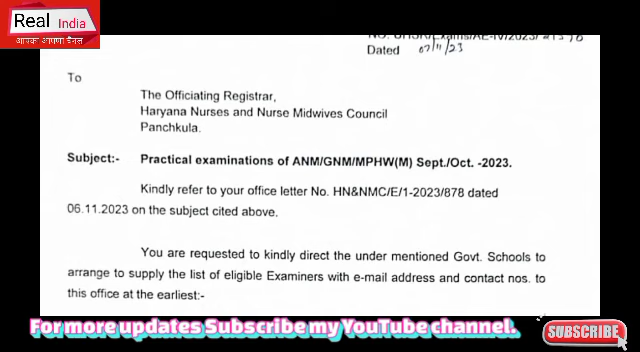 Real India
आपका अपना चैनल
Dated 07/11/23
To
The Officiating Registrar,
Haryana Nurses and Nurse Midwives Council
Panchkula.
Subject:- Practical examinations of ANM/GNM/MPHW(M) Sept./Oct. -2023.
Kindly refer to your office letter No. HN&NMC/E/1-2023/878 dated
06.11.2023 on the subject cited above.
You are requested to kindly direct the under mentioned Govt. Schools to
arrange to supply the list of eligible Examiners with e-mail address and contact nos. to
this office at the earliest:-
For more updates Subscribe my YouTube channel.
SUBSCRIBE